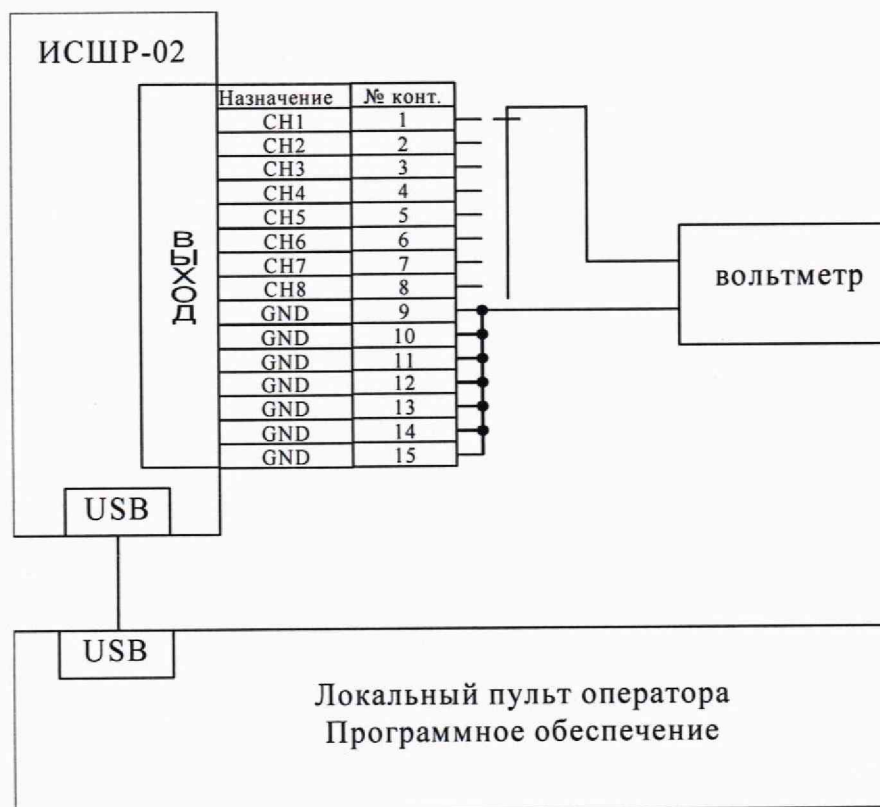 ИСШР-02
Назначение № конт.
CH1 1
CH2 2
CH3 3
CH4 4
CH5 5
CH6 6
CH7 7
CH8 8
GND 9
GND 10
GND 11
GND 12
GND 13
GND 14
GND 15
ВЫХОД
вольтметр
USB
USB
Локальный пульт оператора
Программное обеспечение